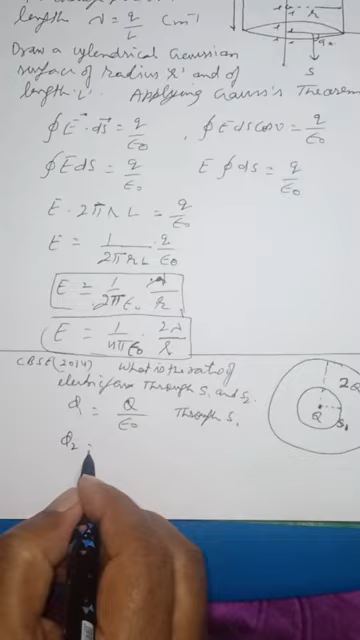 length λ = q/L Cm⁻¹
Draw a cylendrical Gaussian
surface of radius 'r' and of
length 'L'. Applying Gauss's Theorem
∮E⃗·ds⃗ = q/ε₀ , ∮E ds cos0 = q/ε₀
∮E ds = q/ε₀ E∮ds = q/ε₀
E·2πrL = q/ε₀
E = 1/2πrL · q/ε₀
E = 1/2πε₀ λ/r
E = 1/4πε₀ 2λ/r
r
S
CBSE (2014) What is the ratio of
electric flux Through S₁ and S₂.
2Q
Q
S₁
Φ = Q/ε₀ Through S₁
Φ₂ =